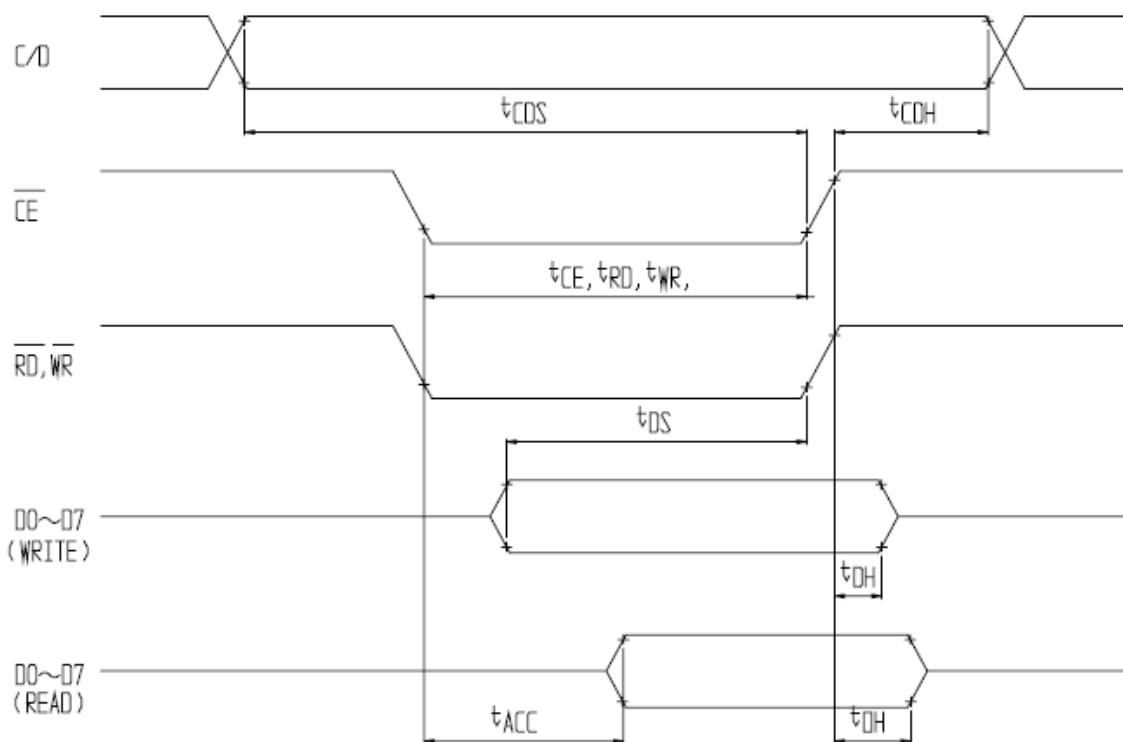 C/D
tCDS
tCDH
CE
tCE, tRD, tWR,
RD, WR
tDS
D0~D7
(WRITE)
tDH
D0~D7
(READ)
tACC
tOH